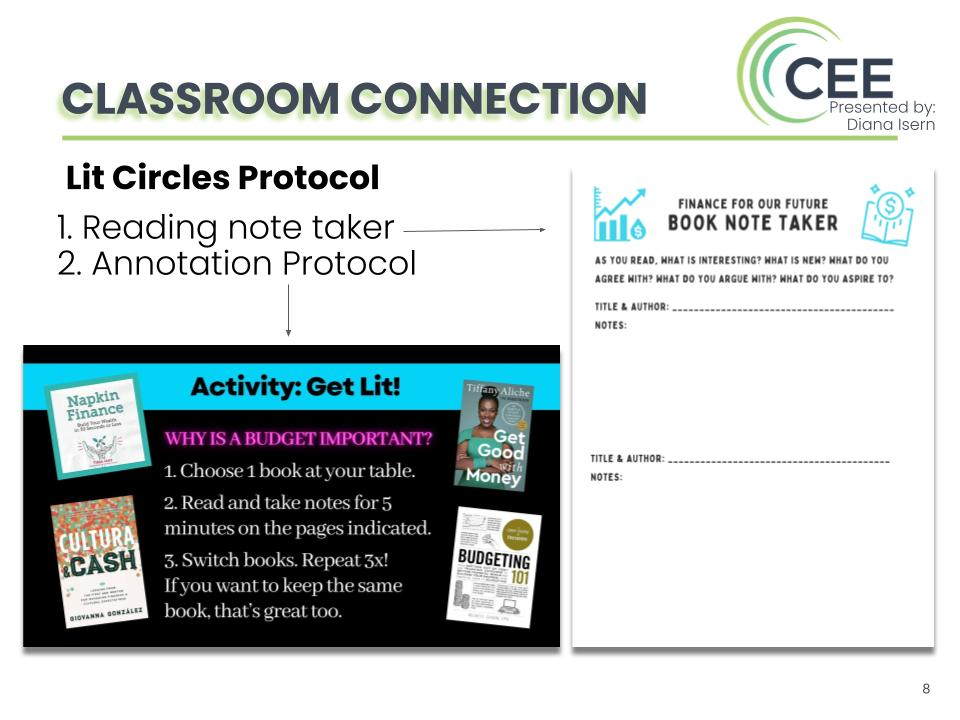 CLASSROOM CONNECTION
CEE
Presented by:
Diana Isern
Lit Circles Protocol
1. Reading note taker
2. Annotation Protocol
Activity: Get Lit!
Napkin
Finance
Build Your Wealth
in 30 Seconds or Less
CULTURA
&CASH
GIOVANNA GONZÁLEZ
WHY IS A BUDGET IMPORTANT?
1. Choose 1 book at your table.
2. Read and take notes for 5
minutes on the pages indicated.
3. Switch books. Repeat 3x!
If you want to keep the same
book, that's great too.
Tiffany Aliche
Get
Good
with
Money
BUDGETING
101
FINANCE FOR OUR FUTURE
BOOK NOTE TAKER
AS YOU READ, WHAT IS INTERESTING? WHAT IS NEW? WHAT DO YOU
AGREE WITH? WHAT DO YOU ARGUE WITH? WHAT DO YOU ASPIRE TO?
TITLE & AUTHOR: ________________________________________
NOTES:
TITLE & AUTHOR: ________________________________________
NOTES:
8